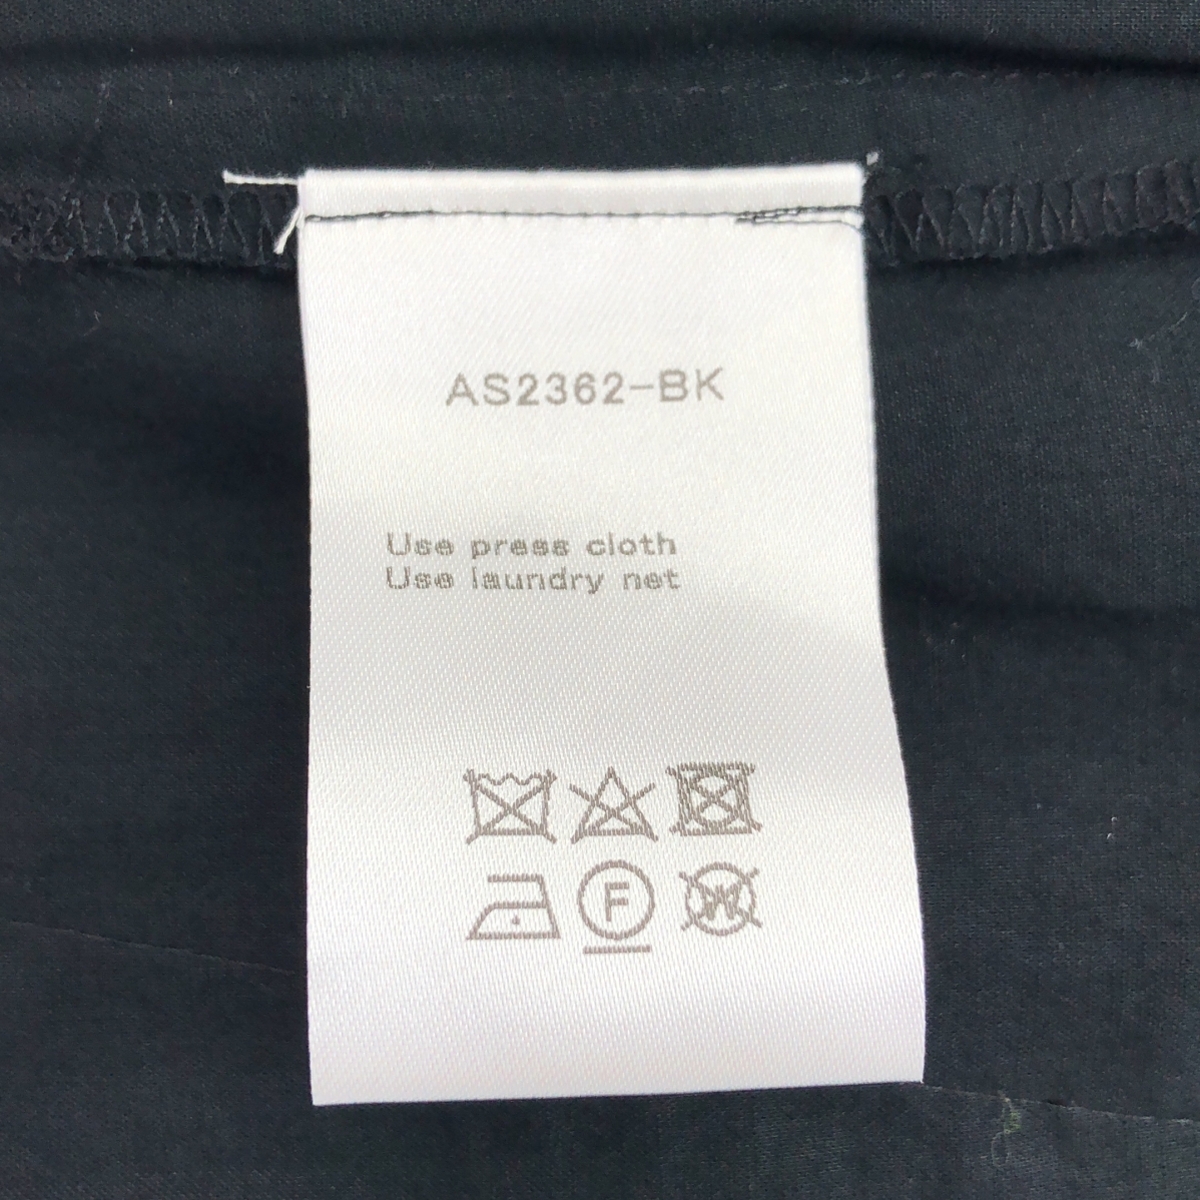 AS2362-BK
Use press cloth
Use laundry net
F W